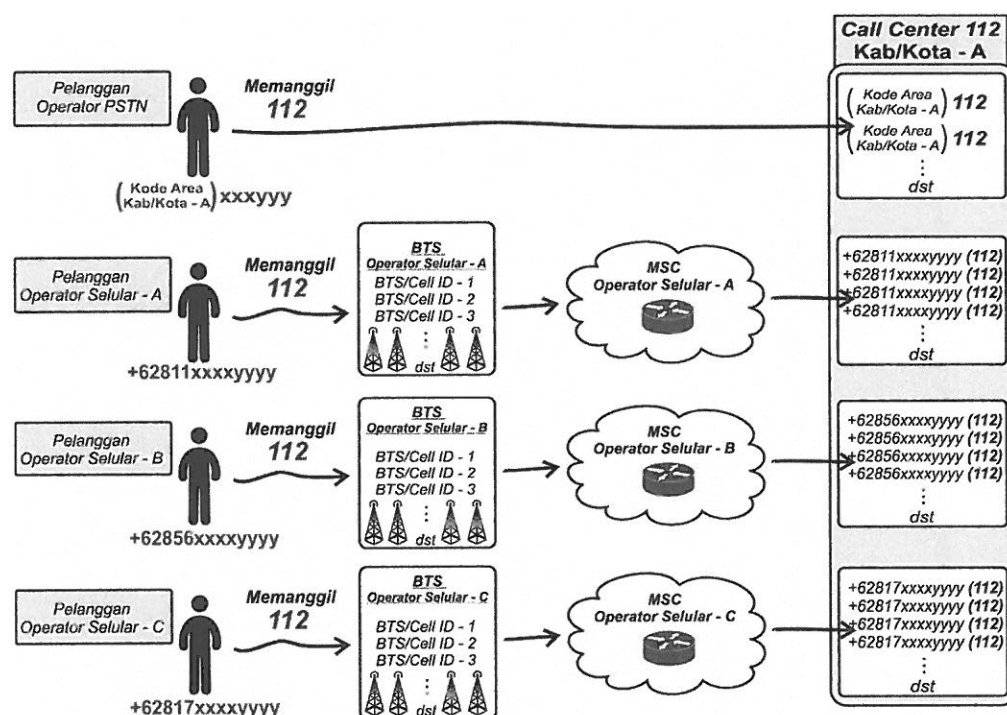 Call Center 112
Kab/Kota - A
Pelanggan
Operator PSTN
Memanggil
112
(Kode Area
Kab/Kota - A) xxxyyy
(Kode Area
Kab/Kota - A) 112
(Kode Area
Kab/Kota - A) 112
⋮
dst
Pelanggan
Operator Selular - A
Memanggil
112
+62811xxxxyyyy
BTS
Operator Selular - A
BTS/Cell ID - 1
BTS/Cell ID - 2
BTS/Cell ID - 3
⋮
dst
MSC
Operator Selular - A
+62811xxxxyyyy (112)
+62811xxxxyyyy (112)
+62811xxxxyyyy (112)
+62811xxxxyyyy (112)
⋮
dst
Pelanggan
Operator Selular - B
Memanggil
112
+62856xxxxyyyy
BTS
Operator Selular - B
BTS/Cell ID - 1
BTS/Cell ID - 2
BTS/Cell ID - 3
⋮
dst
MSC
Operator Selular - B
+62856xxxxyyyy (112)
+62856xxxxyyyy (112)
+62856xxxxyyyy (112)
+62856xxxxyyyy (112)
⋮
dst
Pelanggan
Operator Selular - C
Memanggil
112
+62817xxxxyyyy
BTS
Operator Selular - C
BTS/Cell ID - 1
BTS/Cell ID - 2
BTS/Cell ID - 3
⋮
dst
MSC
Operator Selular - C
+62817xxxxyyyy (112)
+62817xxxxyyyy (112)
+62817xxxxyyyy (112)
+62817xxxxyyyy (112)
⋮
dst